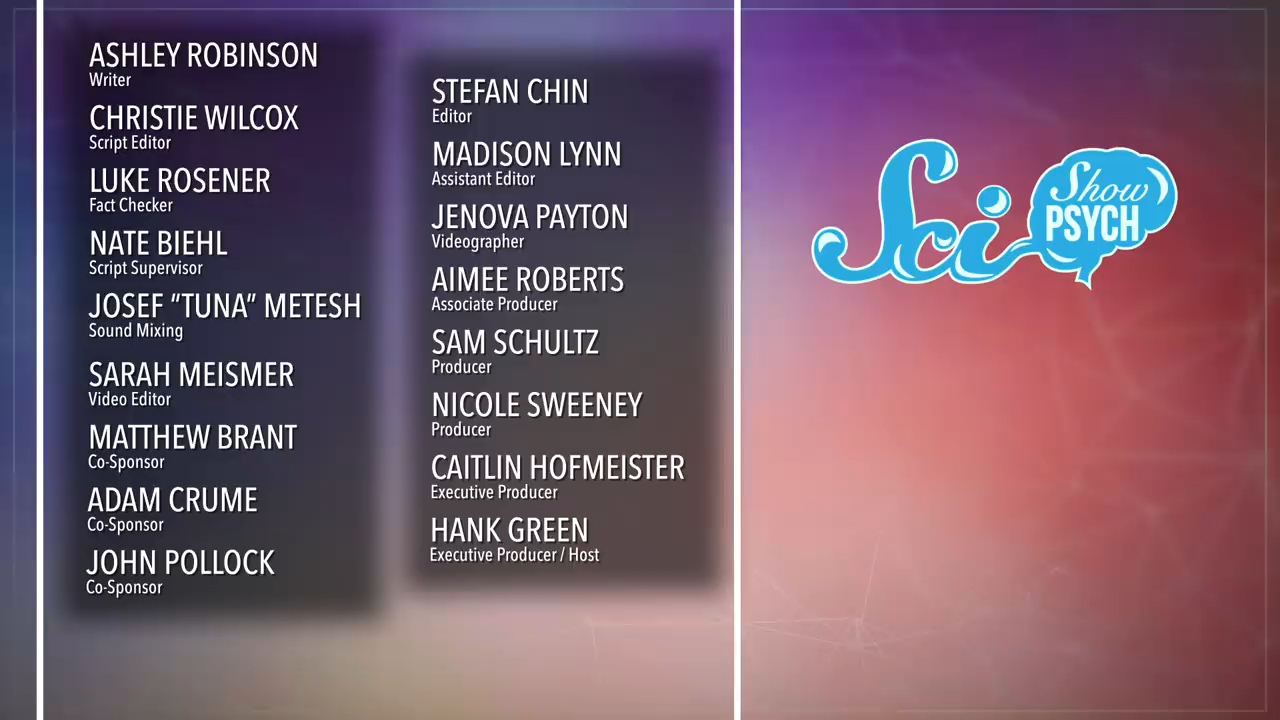 ASHLEY ROBINSON
Writer
CHRISTIE WILCOX
Script Editor
LUKE ROSENER
Fact Checker
NATE BIEHL
Script Supervisor
JOSEF “TUNA” METESH
Sound Mixing
SARAH MEISMER
Video Editor
MATTHEW BRANT
Co-Sponsor
ADAM CRUME
Co-Sponsor
JOHN POLLOCK
Co-Sponsor
STEFAN CHIN
Editor
MADISON LYNN
Assistant Editor
JENOVA PAYTON
Videographer
AIMEE ROBERTS
Associate Producer
SAM SCHULTZ
Producer
NICOLE SWEENEY
Producer
CAITLIN HOFMEISTER
Executive Producer
HANK GREEN
Executive Producer / Host
Sci Show
PSYCH